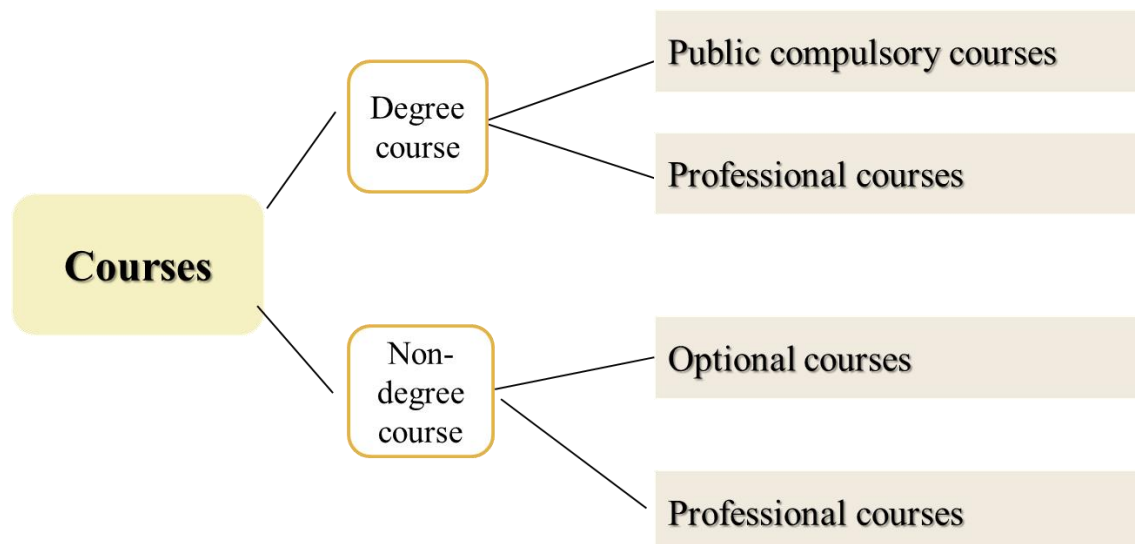 Public compulsory courses
Degree
course
Professional courses
Courses
Non-
degree
course
Optional courses
Professional courses